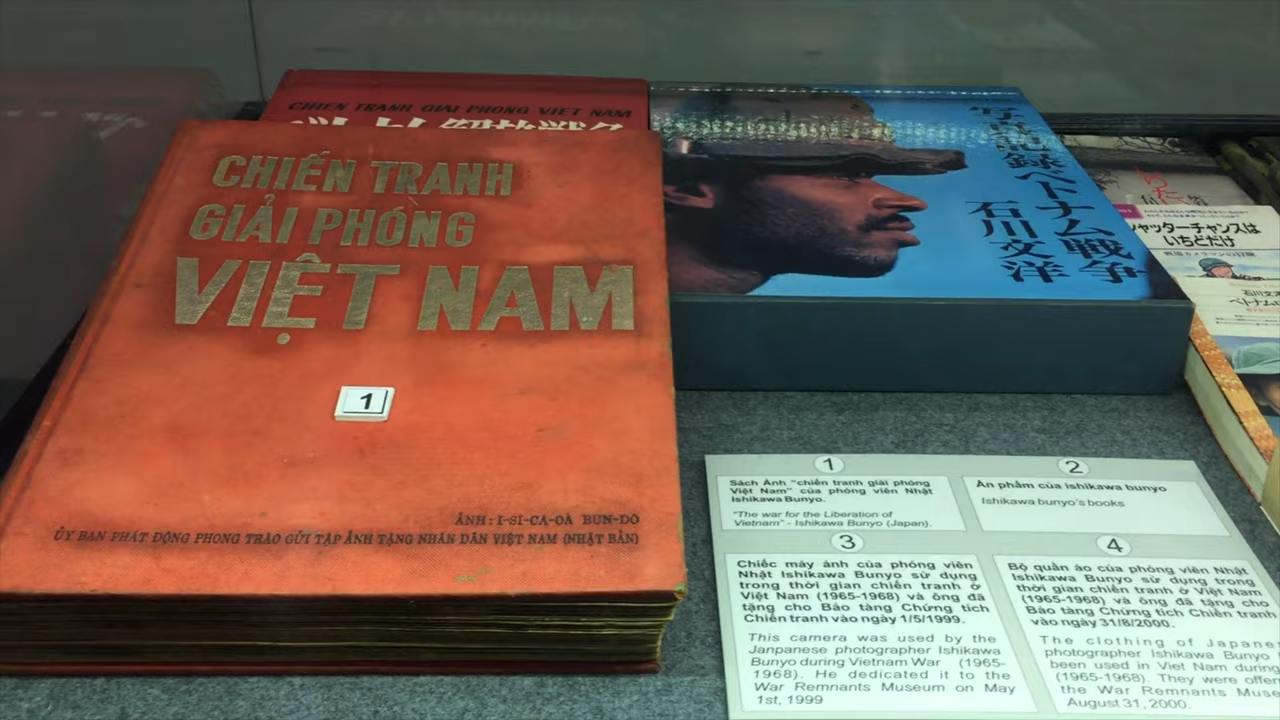 CHIEN TRANH GIAI PHONG VIET NAM
CHIẾN TRANH
GIẢI PHÓNG
VIỆT NAM
1
ẢNH: I-SI-CA-OA BUN-DÔ
ỦY BAN PHÁT ĐỘNG PHONG TRÀO GỬI TẬP ẢNH TẶNG NHÂN DÂN VIỆT NAM (NHẬT BẢN)
写真記録ベトナム戦争
石川文洋
シャッターチャンスは
いちどだけ
1
Sách Ảnh "chiến tranh giải phóng
Việt Nam" của phóng viên Nhật
Ishikawa Bunyo.
"The war for the Liberation of
Vietnam" - Ishikawa Bunyo (Japan).
2
Ấn phẩm của ishikawa bunyo
Ishikawa bunyo's books
3
Chiếc máy ảnh của phóng viên
Nhật Ishikawa Bunyo sử dụng
trong thời gian chiến tranh ở
Việt Nam (1965-1968) và ông đã
tặng cho Bảo tàng Chứng tích
Chiến tranh vào ngày 1/5/1999.
This camera was used by the
Janpanese photographer Ishikawa
Bunyo during Vietnam War (1965-
1968). He dedicated it to the
War Remnants Museum on May
1st, 1999
4
Bộ quần áo của phóng viên Nhật
Ishikawa Bunyo sử dụng trong
thời gian chiến tranh ở Việt Nam
(1965-1968) và ông đã tặng cho
Bảo tàng Chứng tích Chiến tranh
vào ngày 31/8/2000.
The clothing of Japane
photographer Ishikawa Bunyo
been used in Viet Nam during
(1965-1968). They were offer
the War Remnants Muse
August 31, 2000.